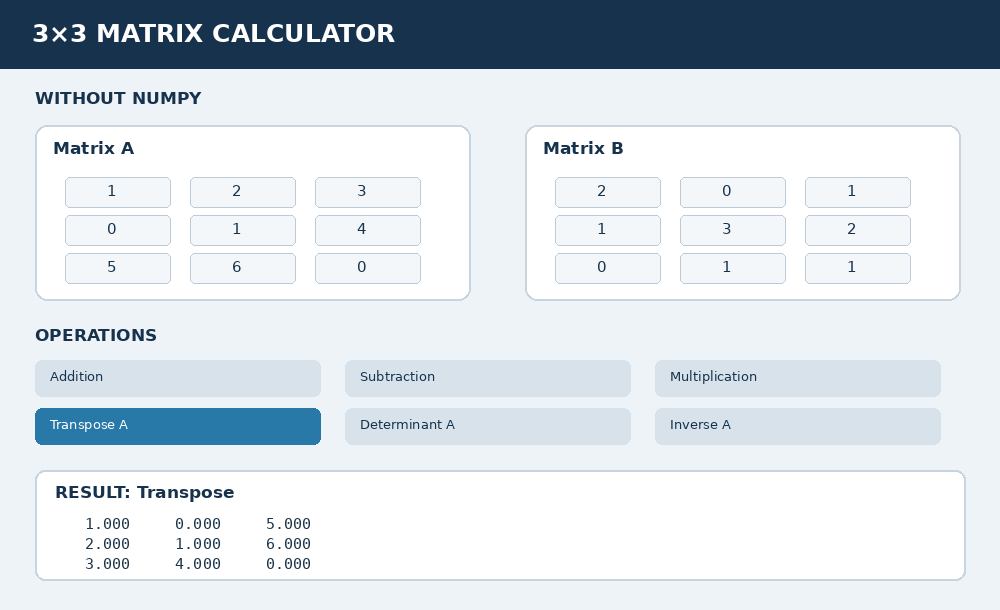 3×3 MATRIX CALCULATOR
WITHOUT NUMPY
Matrix A
1 2 3
0 1 4
5 6 0
Matrix B
2 0 1
1 3 2
0 1 1
OPERATIONS
Addition Subtraction Multiplication
Transpose A Determinant A Inverse A
RESULT: Transpose
1.000 0.000 5.000
2.000 1.000 6.000
3.000 4.000 0.000